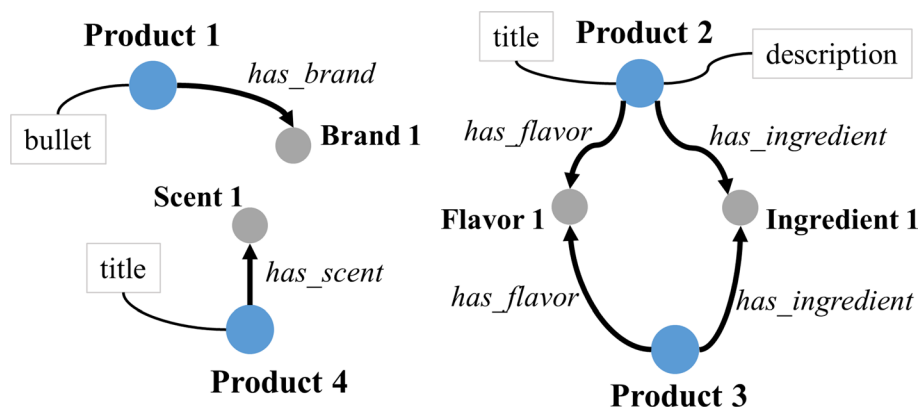 Product 1
has_brand
bullet
Brand 1
Scent 1
title
has_scent
Product 4
title
Product 2
description
has_flavor
has_ingredient
Flavor 1
Ingredient 1
has_flavor
has_ingredient
Product 3